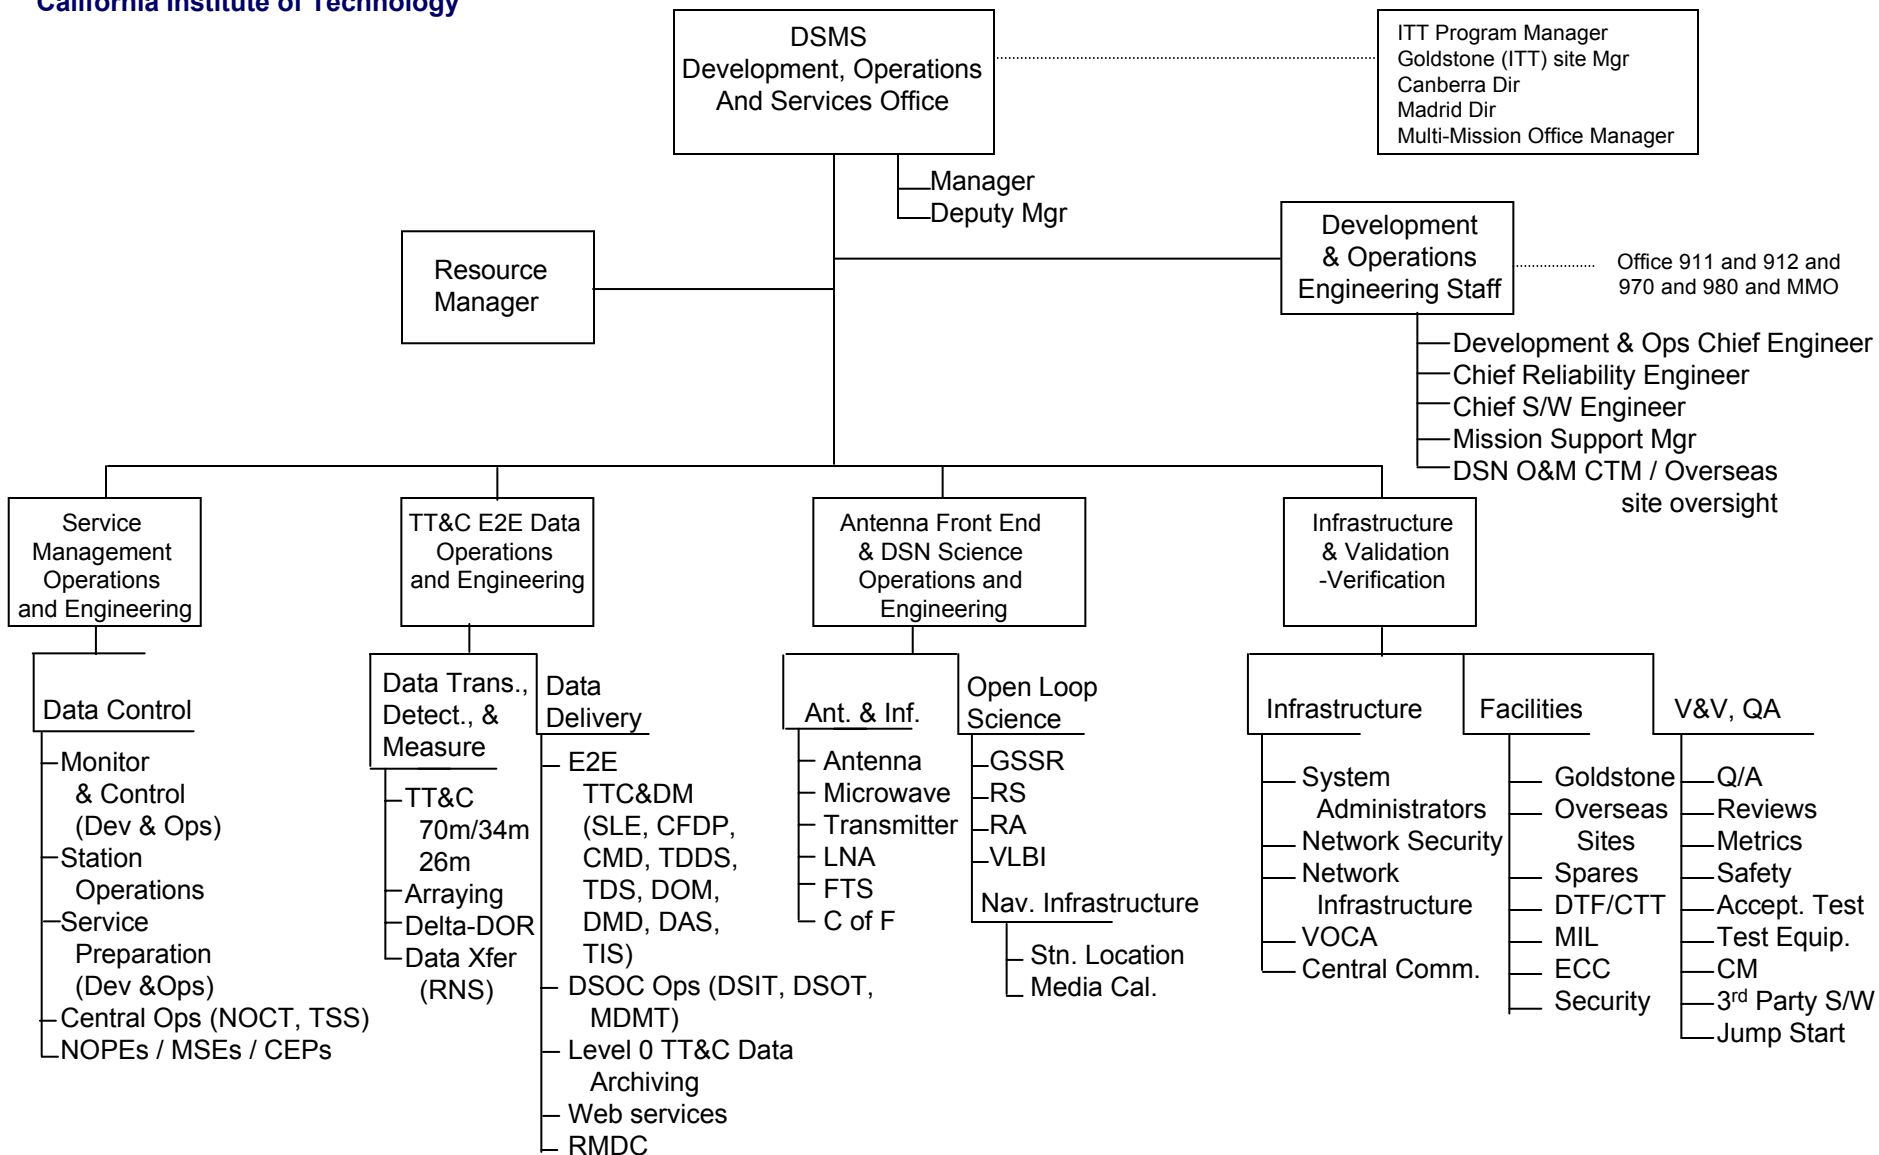 California Institute of Technology
DSMS
Development, Operations
And Services Office
ITT Program Manager
Goldstone (ITT) site Mgr
Canberra Dir
Madrid Dir
Multi-Mission Office Manager
Manager
Deputy Mgr
Resource
Manager
Development
& Operations
Engineering Staff
Office 911 and 912 and
970 and 980 and MMO
Development & Ops Chief Engineer
Chief Reliability Engineer
Chief S/W Engineer
Mission Support Mgr
DSN O&M CTM / Overseas
site oversight
Service
Management
Operations
and Engineering
TT&C E2E Data
Operations
and Engineering
Antenna Front End
& DSN Science
Operations and
Engineering
Infrastructure
& Validation
-Verification
Data Control
Monitor
& Control
(Dev & Ops)
Station
Operations
Service
Preparation
(Dev &Ops)
Central Ops (NOCT, TSS)
NOPEs / MSEs / CEPs
Data Trans.,
Detect., &
Measure
TT&C
70m/34m
26m
Arraying
Delta-DOR
Data Xfer
(RNS)
Data
Delivery
E2E
TTC&DM
(SLE, CFDP,
CMD, TDDS,
TDS, DOM,
DMD, DAS,
TIS)
DSOC Ops (DSIT, DSOT,
MDMT)
Level 0 TT&C Data
Archiving
Web services
RMDC
Ant. & Inf.
Antenna
Microwave
Transmitter
LNA
FTS
C of F
Open Loop
Science
GSSR
RS
RA
VLBI
Nav. Infrastructure
Stn. Location
Media Cal.
Infrastructure
System
Administrators
Network Security
Network
Infrastructure
VOCA
Central Comm.
Facilities
Goldstone
Overseas
Sites
Spares
DTF/CTT
MIL
ECC
Security
V&V, QA
Q/A
Reviews
Metrics
Safety
Accept. Test
Test Equip.
CM
3rd Party S/W
Jump Start